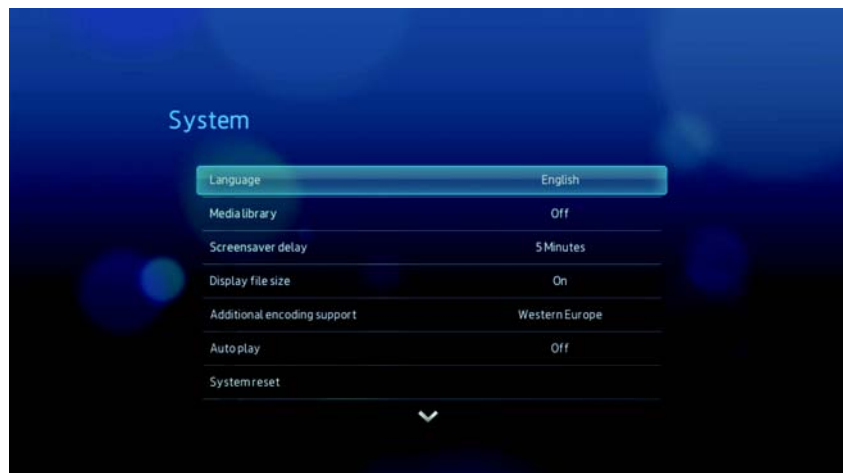 System
Language English
Media library Off
Screensaver delay 5 Minutes
Display file size On
Additional encoding support Western Europe
Auto play Off
System reset